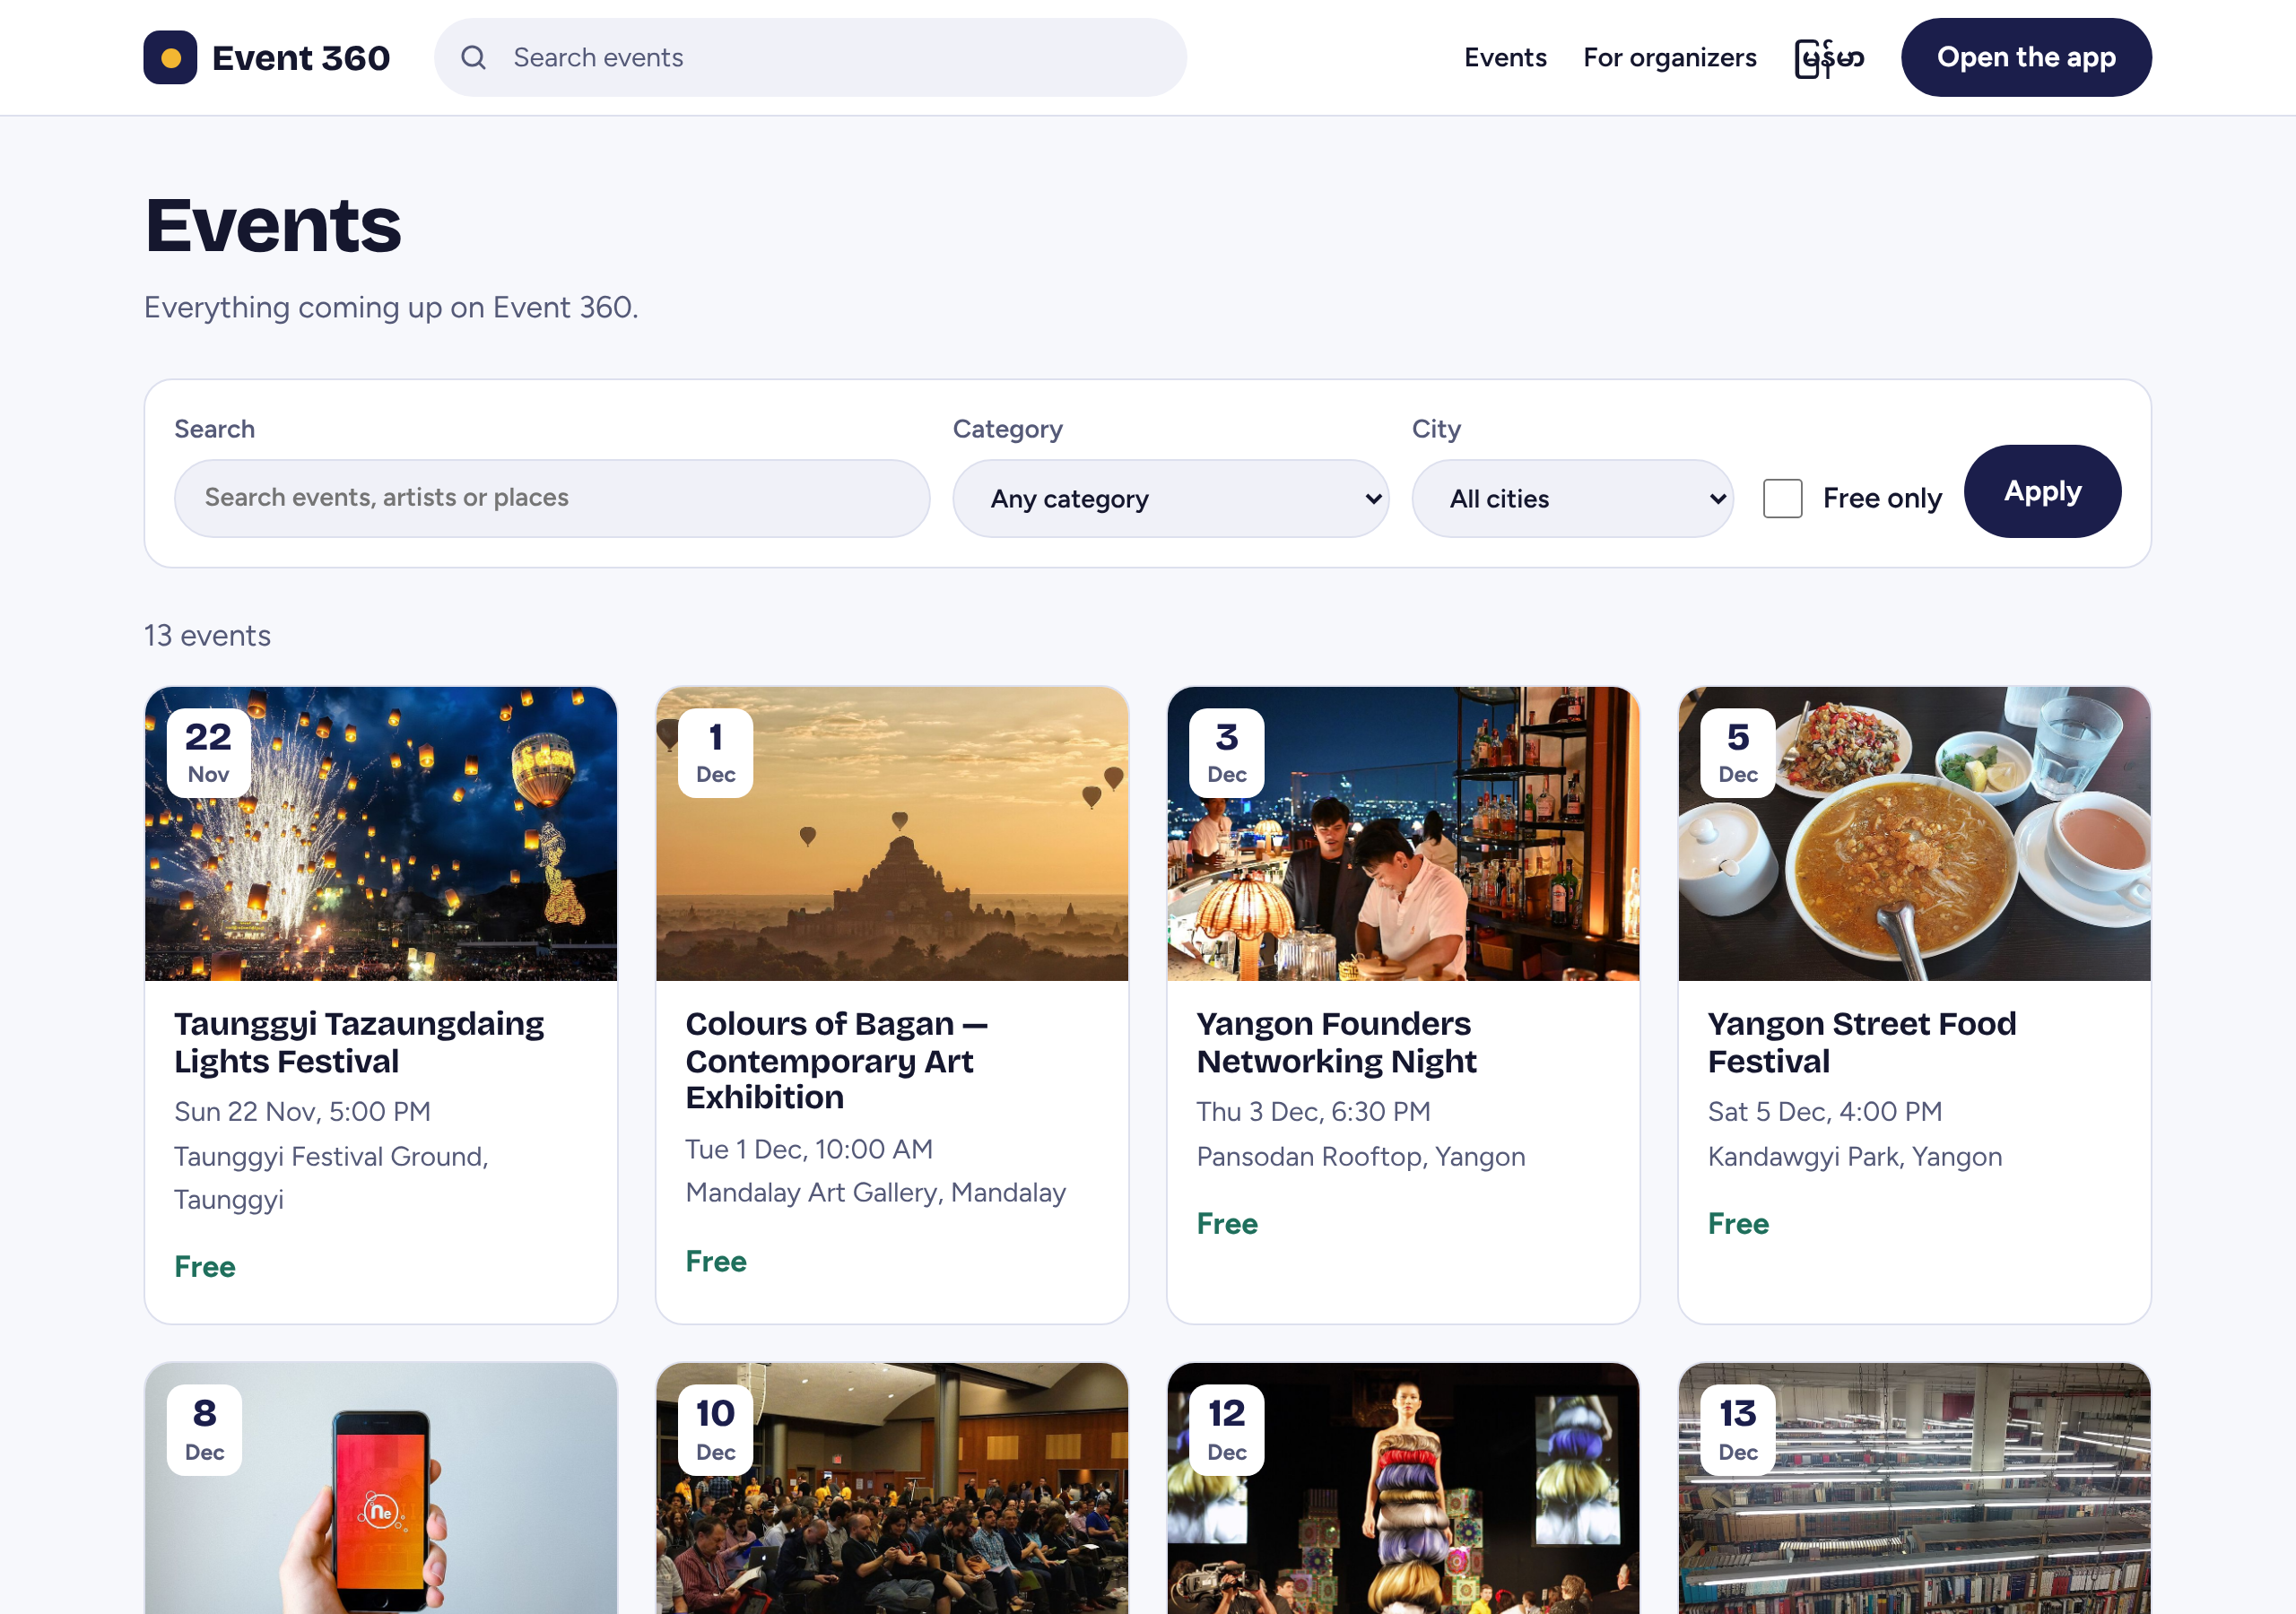 Event 360
Search events
Events
For organizers
မြန်မာ
Open the app
Events
Everything coming up on Event 360.
Search
Category
City
Search events, artists or places
Any category
All cities
Free only
Apply
13 events
22
Nov
Taunggyi Tazaungdaing
Lights Festival
Sun 22 Nov, 5:00 PM
Taunggyi Festival Ground,
Taunggyi
Free
1
Dec
Colours of Bagan —
Contemporary Art
Exhibition
Tue 1 Dec, 10:00 AM
Mandalay Art Gallery, Mandalay
Free
3
Dec
Yangon Founders
Networking Night
Thu 3 Dec, 6:30 PM
Pansodan Rooftop, Yangon
Free
5
Dec
Yangon Street Food
Festival
Sat 5 Dec, 4:00 PM
Kandawgyi Park, Yangon
Free
8
Dec
ne
10
Dec
12
Dec
13
Dec